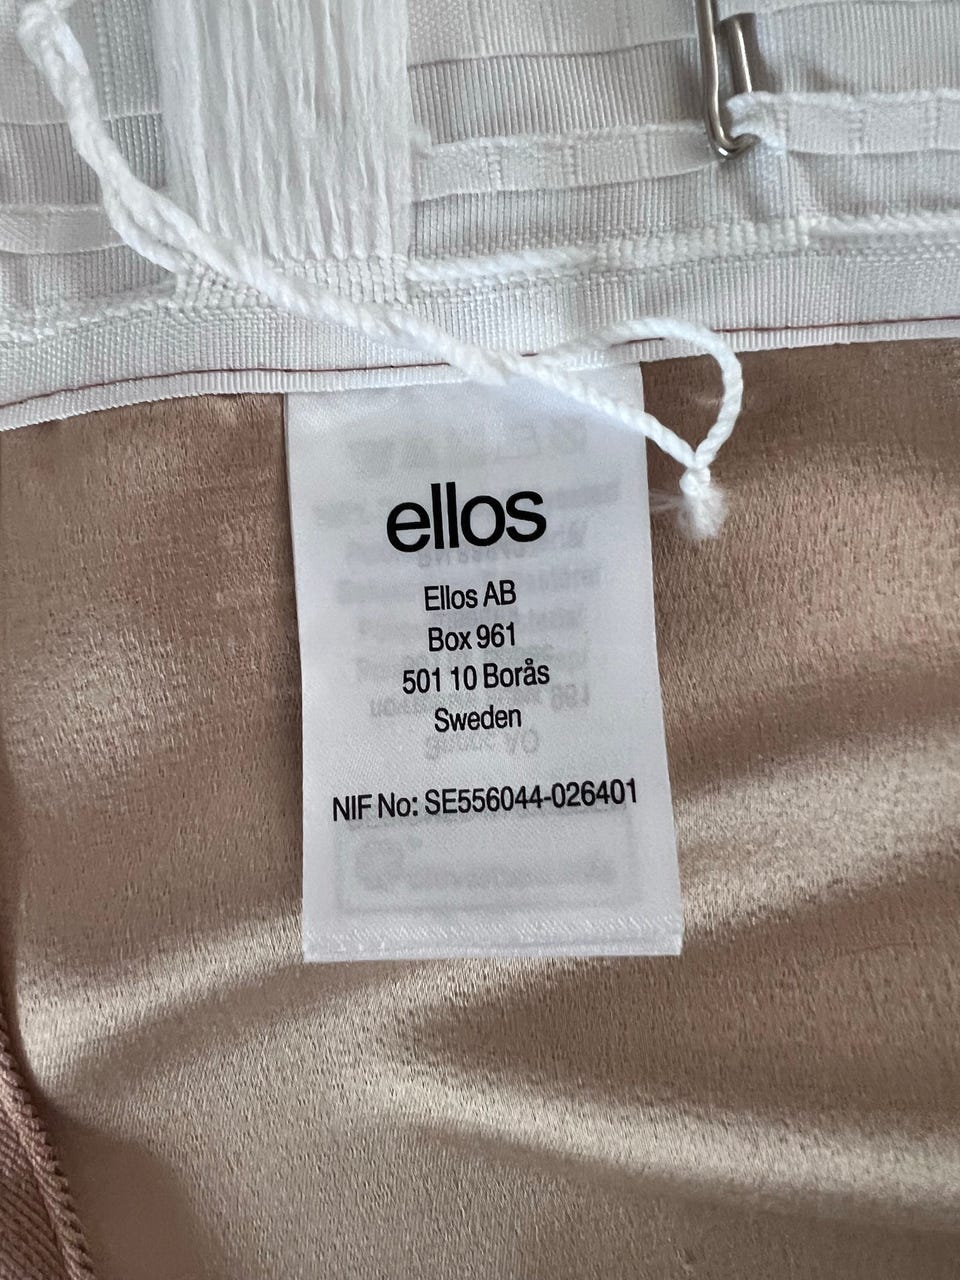 ellos
Ellos AB
Box 961
501 10 Borås
Sweden
NIF No: SE556044-026401